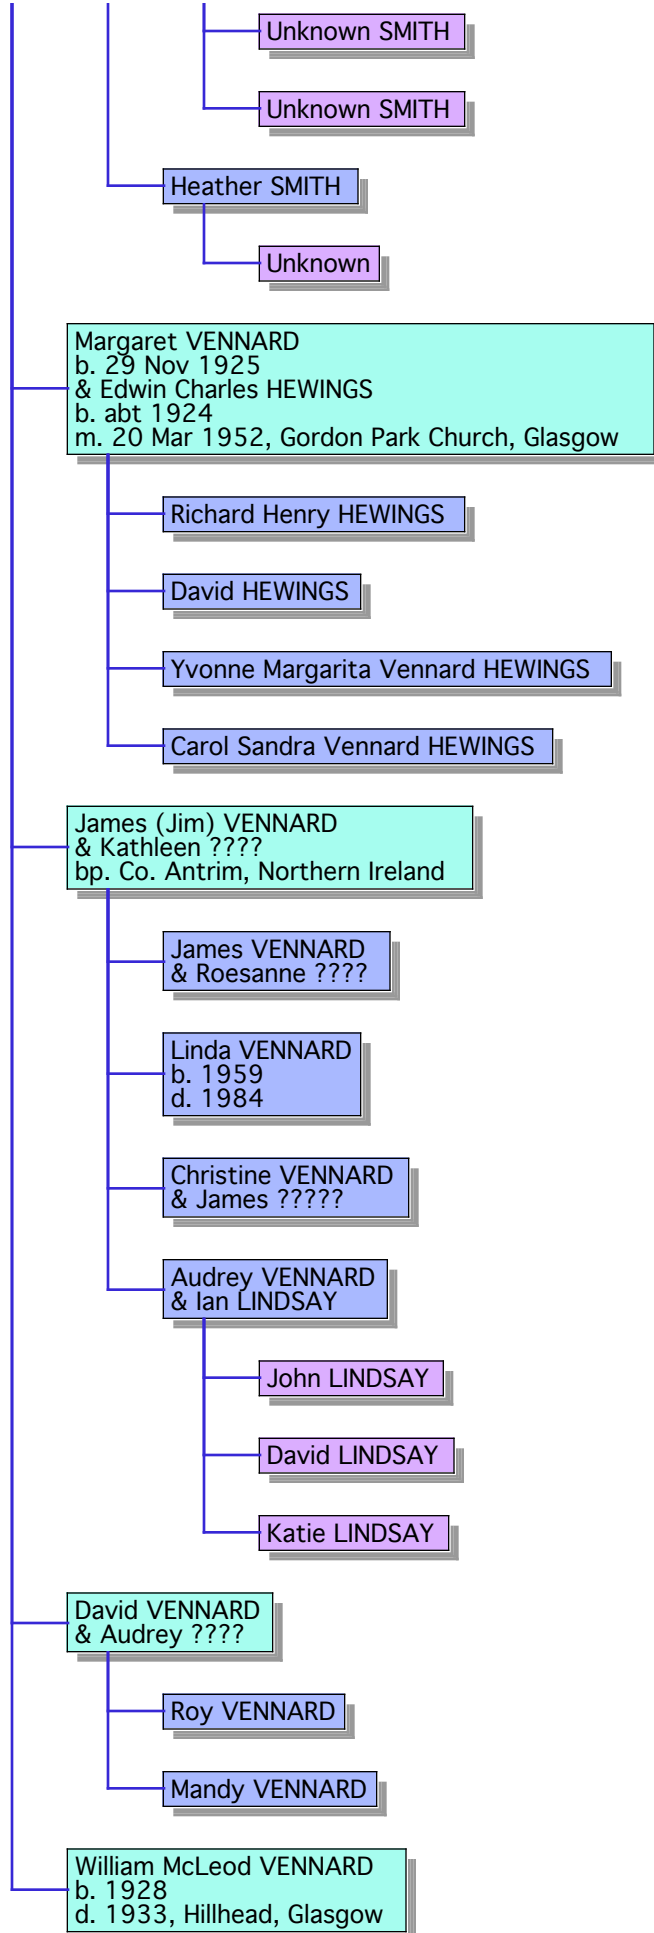 Unknown SMITH
Unknown SMITH
Heather SMITH
Unknown
Margaret VENNARD
b. 29 Nov 1925
& Edwin Charles HEWINGS
b. abt 1924
m. 20 Mar 1952, Gordon Park Church, Glasgow
Richard Henry HEWINGS
David HEWINGS
Yvonne Margarita Vennard HEWINGS
Carol Sandra Vennard HEWINGS
James (Jim) VENNARD
& Kathleen ????
bp. Co. Antrim, Northern Ireland
James VENNARD
& Roesanne ????
Linda VENNARD
b. 1959
d. 1984
Christine VENNARD
& James ?????
Audrey VENNARD
& Ian LINDSAY
John LINDSAY
David LINDSAY
Katie LINDSAY
David VENNARD
& Audrey ????
Roy VENNARD
Mandy VENNARD
William McLeod VENNARD
b. 1928
d. 1933, Hillhead, Glasgow